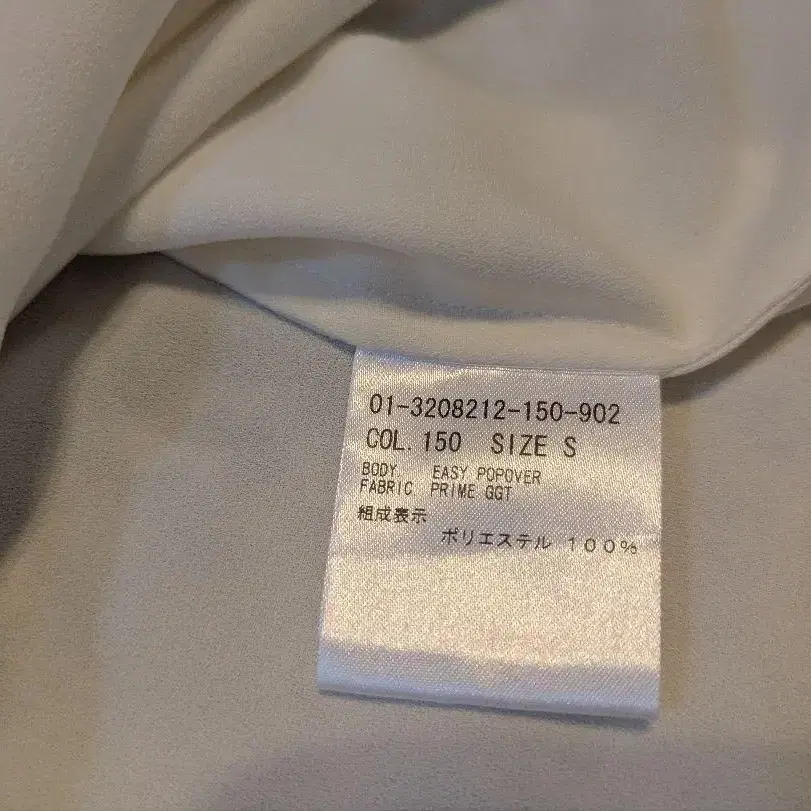 01-3208212-150-902
COL. 150 SIZE S
BODY EASY POPOVER
FABRIC PRIME GGT
組成表示
ポリエステル 100%